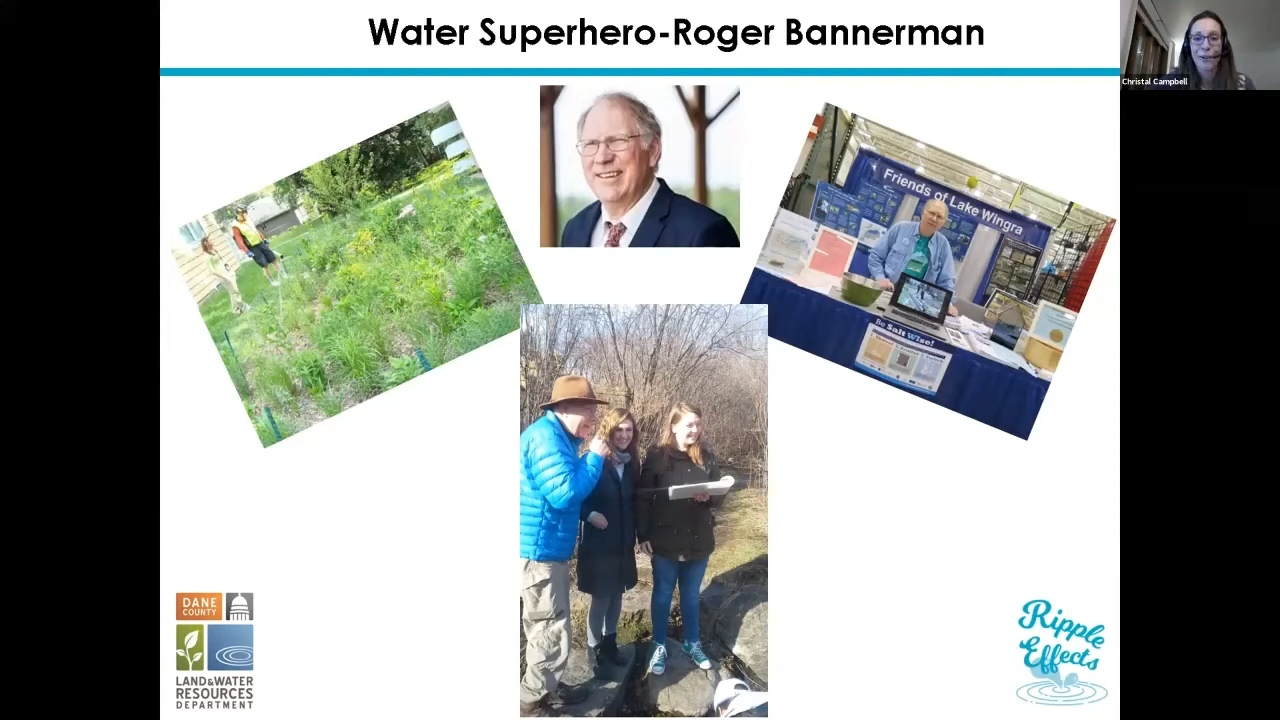 Water Superhero-Roger Bannerman
Christal Campbell
Friends of Lake Wingra
Be Salt Wise!
DANE
COUNTY
LAND&WATER
RESOURCES
DEPARTMENT
Ripple
Effects